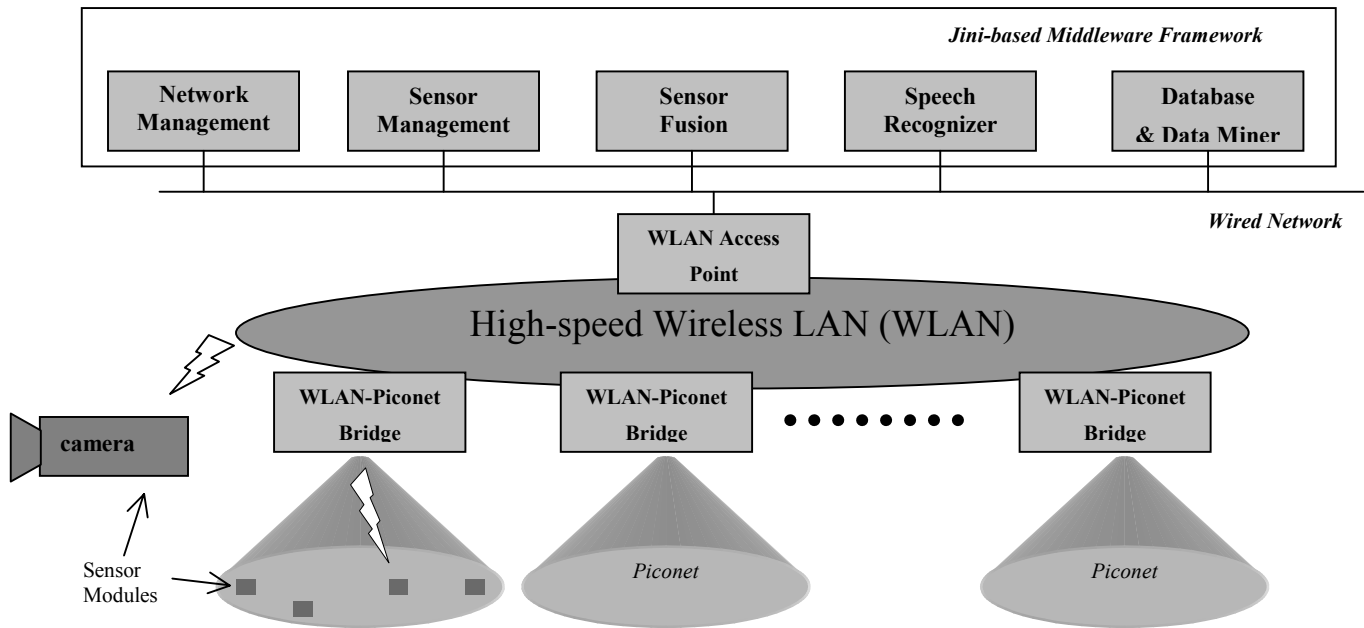 Jini-based Middleware Framework
Network
Management
Sensor
Management
Sensor
Fusion
Speech
Recognizer
Database
& Data Miner
Wired Network
WLAN Access
Point
High-speed Wireless LAN (WLAN)
WLAN-Piconet
Bridge
WLAN-Piconet
Bridge
WLAN-Piconet
Bridge
camera
Sensor
Modules
Piconet
Piconet